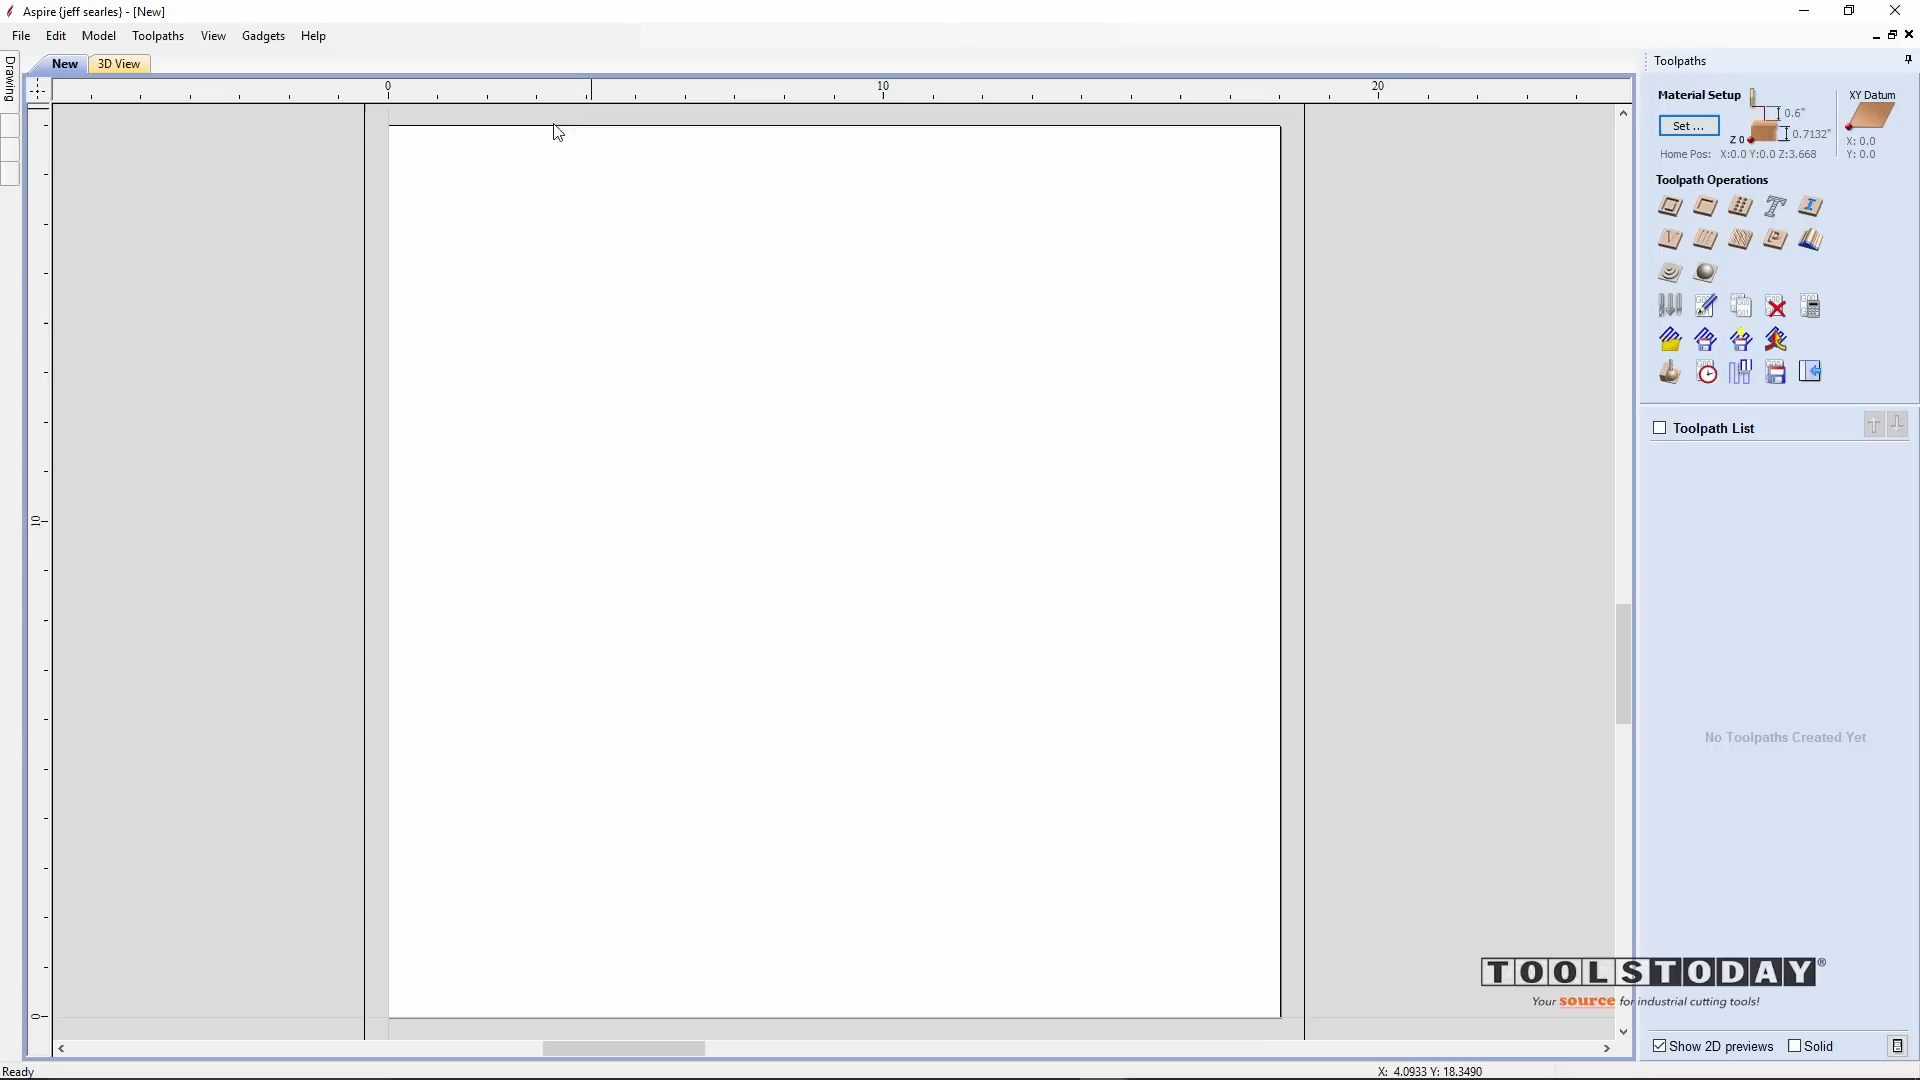 Aspire {jeff searles} - [New]
File Edit Model Toolpaths View Gadgets Help
Drawing
New 3D View
0 10 20
10
0
Toolpaths
Material Setup
Set ...
0.6"
Z 0
0.7132"
Home Pos: X:0.0 Y:0.0 Z:3.668
XY Datum
X: 0.0
Y: 0.0
Toolpath Operations
Toolpath List
No Toolpaths Created Yet
TOOLSTODAY®
Your source for industrial cutting tools!
Show 2D previews Solid
Ready
X: 4.0933 Y: 18.3490